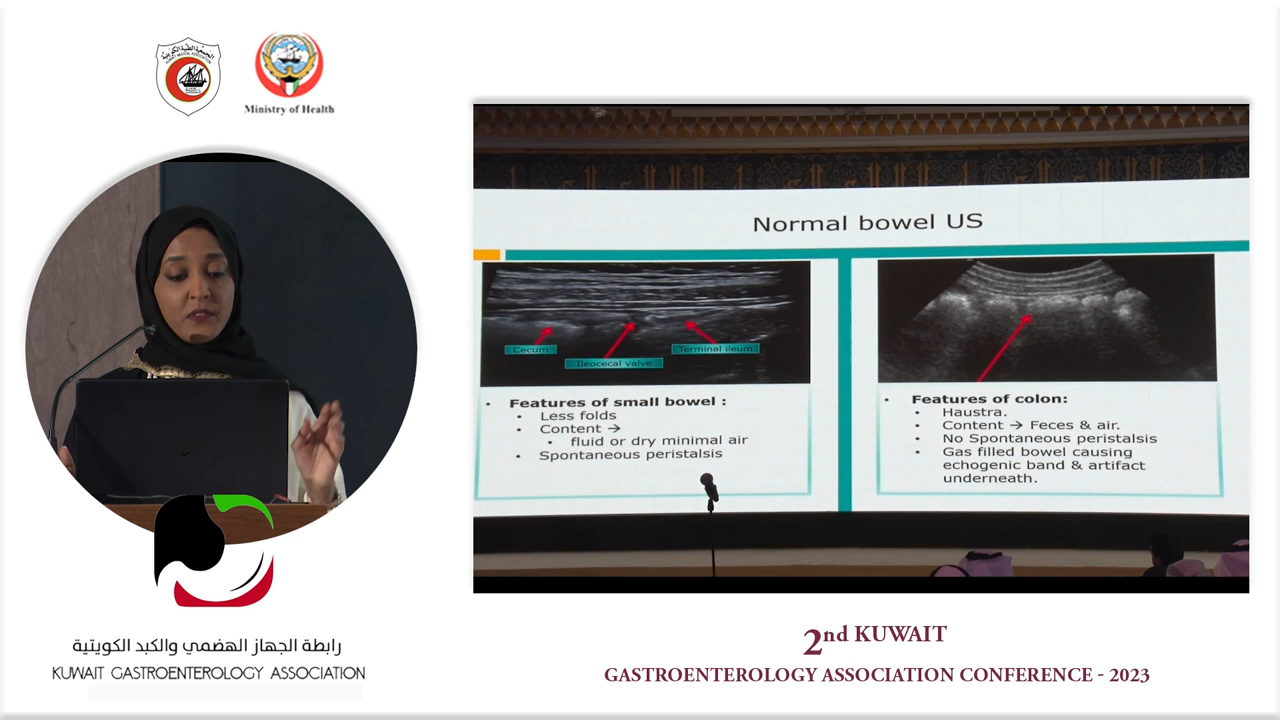 Ministry of Health
Normal bowel US
Cecum
Ileocecal valve
Terminal ileum
• Features of small bowel :
• Less folds
• Content →
• fluid or dry minimal air
• Spontaneous peristalsis
• Features of colon:
• Haustra.
• Content → Feces & air.
• No Spontaneous peristalsis
• Gas filled bowel causing
echogenic band & artifact
underneath.
رابطة الجهاز الهضمي والكبد الكويتية
KUWAIT GASTROENTEROLOGY ASSOCIATION
2nd KUWAIT
GASTROENTEROLOGY ASSOCIATION CONFERENCE - 2023